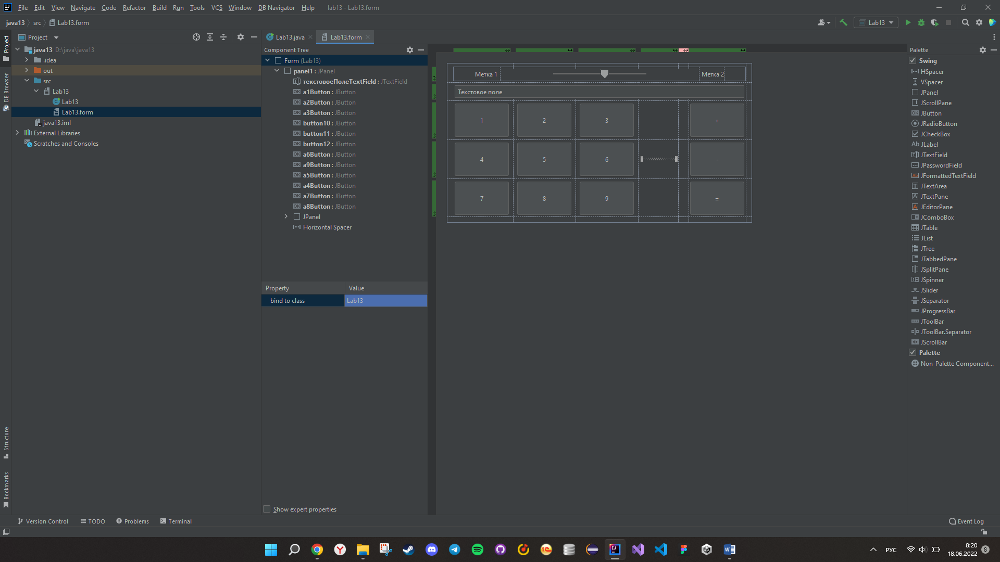 File Edit View Navigate Code Refactor Build Run Tools VCS Window DB Navigator Help lab13 - Lab13.form
java13 src Lab13.form
Lab13
Project
Lab13.java Lab13.form
Project
DB Browser
Structure
Bookmarks
java13 D:\java\java13
.idea
out
src
Lab13
Lab13
Lab13.form
java13.iml
External Libraries
Scratches and Consoles
Component Tree
Form (Lab13)
panel1 : JPanel
текстовоеПолеTextField : JTextField
a1Button : JButton
a2Button : JButton
a3Button : JButton
button10 : JButton
button11 : JButton
button12 : JButton
a6Button : JButton
a9Button : JButton
a5Button : JButton
a4Button : JButton
a7Button : JButton
a8Button : JButton
JPanel
Horizontal Spacer
Property Value
bind to class Lab13
Show expert properties
Метка 1 Метка 2
Текстовое поле
1 2 3 +
4 5 6 -
7 8 9 =
Palette
Swing
HSpacer
VSpacer
JPanel
JScrollPane
JButton
JRadioButton
JCheckBox
JLabel
JTextField
JPasswordField
JFormattedTextField
JTextArea
JTextPane
JEditorPane
JComboBox
JTable
JList
JTree
JTabbedPane
JSplitPane
JSpinner
JSlider
JSeparator
JProgressBar
JToolBar
JToolBar.Separator
JScrollBar
Palette
Non-Palette Component...
Version Control TODO Problems Terminal Event Log
РУС 8:20
18.06.2022 8